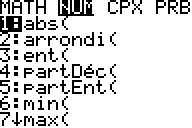 MATH NUM CPX PRB
1:abs(
2:arrondi(
3:ent(
4:partDéc(
5:partEnt(
6:min(
7↓max(